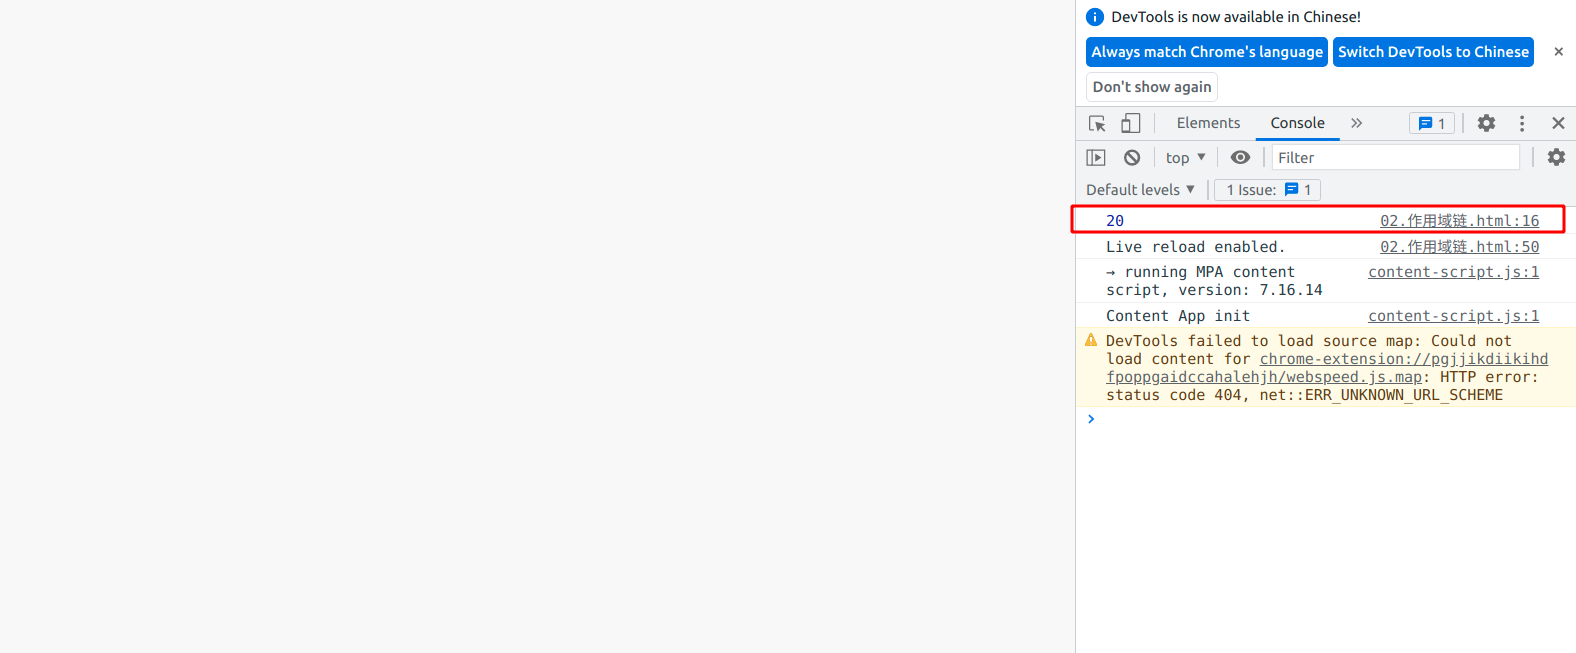 DevTools is now available in Chinese!
Always match Chrome's language Switch DevTools to Chinese
Don't show again
Elements Console 1
top Filter
Default levels 1 Issue: 1
20 02.作用域链.html:16
Live reload enabled. 02.作用域链.html:50
→ running MPA content content-script.js:1
script, version: 7.16.14
Content App init content-script.js:1
DevTools failed to load source map: Could not
load content for chrome-extension://pgjjikdiikihd
fpoppgaidccahalehjh/webspeed.js.map: HTTP error:
status code 404, net::ERR_UNKNOWN_URL_SCHEME